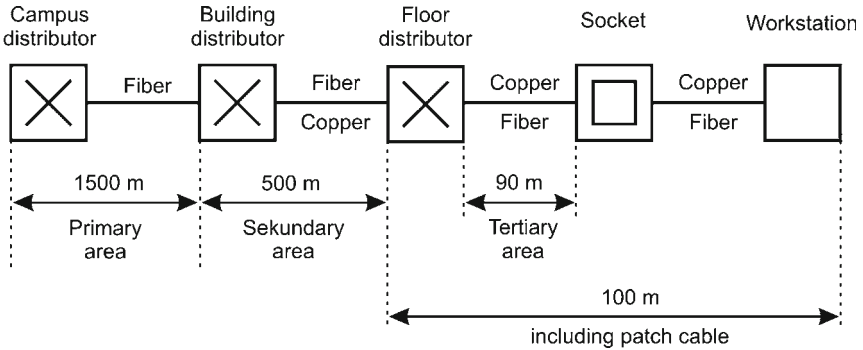 Campus
distributor
Building
distributor
Floor
distributor
Socket
Workstation
Fiber
Fiber
Copper
Copper
Fiber
Copper
Fiber
1500 m
Primary
area
500 m
Sekundary
area
90 m
Tertiary
area
100 m
including patch cable